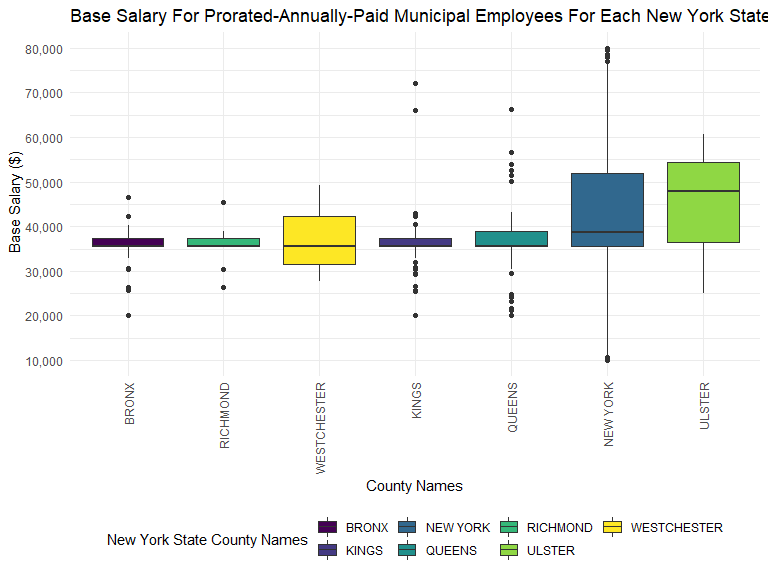 Base Salary For Prorated-Annually-Paid Municipal Employees For Each New York State
Base Salary ($)
80,000
70,000
60,000
50,000
40,000
30,000
20,000
10,000
BRONX
RICHMOND
WESTCHESTER
KINGS
QUEENS
NEW YORK
ULSTER
County Names
New York State County Names
BRONX NEW YORK RICHMOND WESTCHESTER
KINGS QUEENS ULSTER